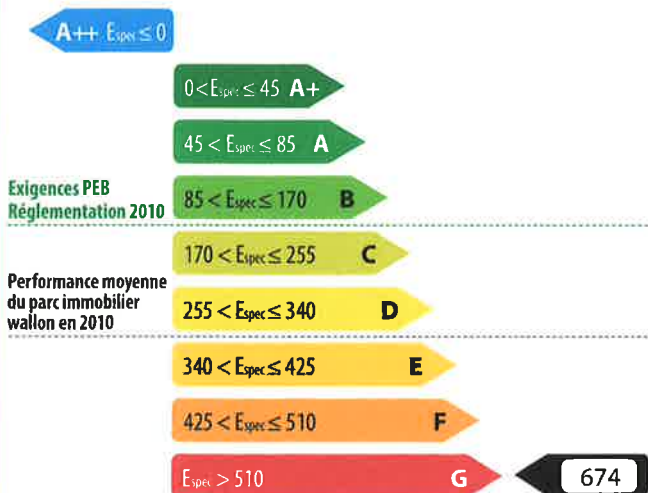 A++ Espec ≤ 0
0 < Espec ≤ 45 A+
45 < Espec ≤ 85 A
Exigences PEB
Réglementation 2010
85 < Espec ≤ 170 B
170 < Espec ≤ 255 C
Performance moyenne
du parc immobilier
wallon en 2010
255 < Espec ≤ 340 D
340 < Espec ≤ 425 E
425 < Espec ≤ 510 F
Espec > 510 G 674